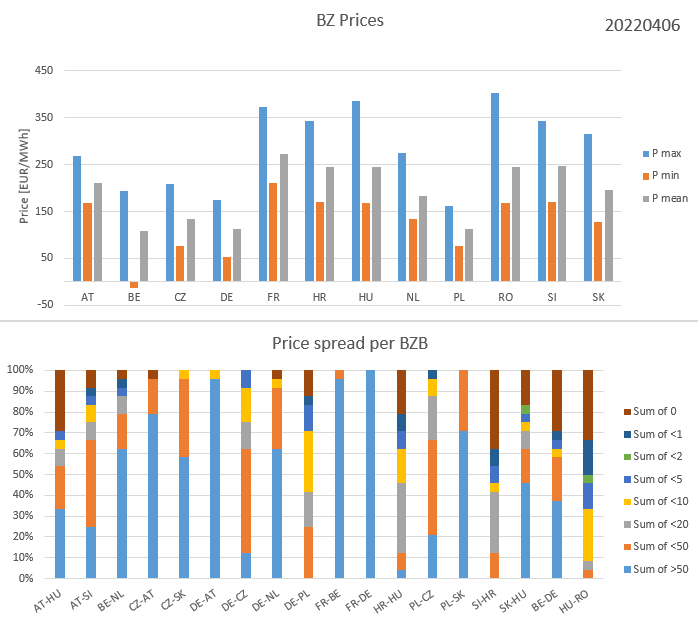 BZ Prices
20220406
Price [EUR/MWh]
450
350
250
150
50
-50
AT BE CZ DE FR HR HU NL PL RO SI SK
P max
P min
P mean
Price spread per BZB
100%
90%
80%
70%
60%
50%
40%
30%
20%
10%
0%
AT-HU AT-SI BE-NL CZ-AT CZ-SK DE-AT DE-CZ DE-NL DE-PL FR-BE FR-DE HR-HU PL-CZ PL-SK SI-HR SK-HU BE-DE HU-RO
Sum of 0
Sum of <1
Sum of <2
Sum of <5
Sum of <10
Sum of <20
Sum of <50
Sum of >50